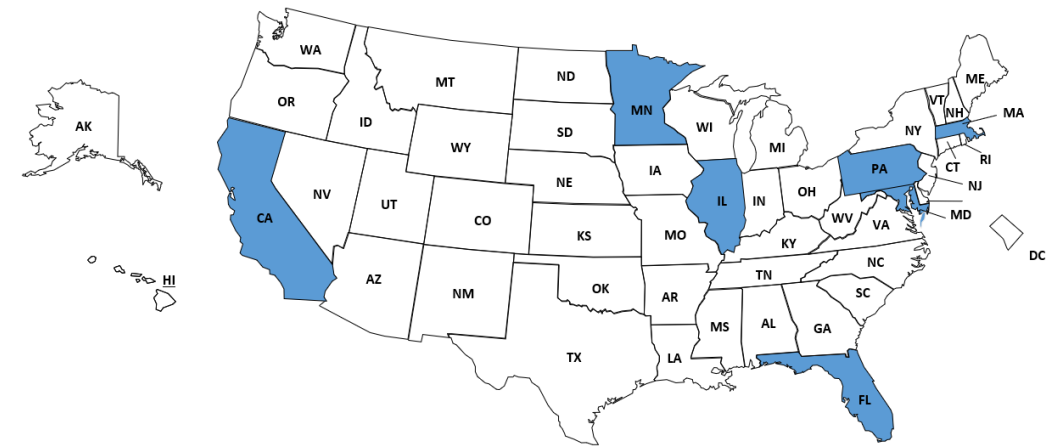 WA
MT
ND
MN
ME
VT
NH
MA
OR
ID
SD
WI
NY
AK
WY
MI
CT
RI
IA
PA
NE
NJ
NV
UT
IL
IN
OH
CA
CO
WV
MD
VA
KS
MO
KY
DC
NC
HI
AZ
NM
OK
AR
TN
SC
MS
AL
GA
TX
LA
FL